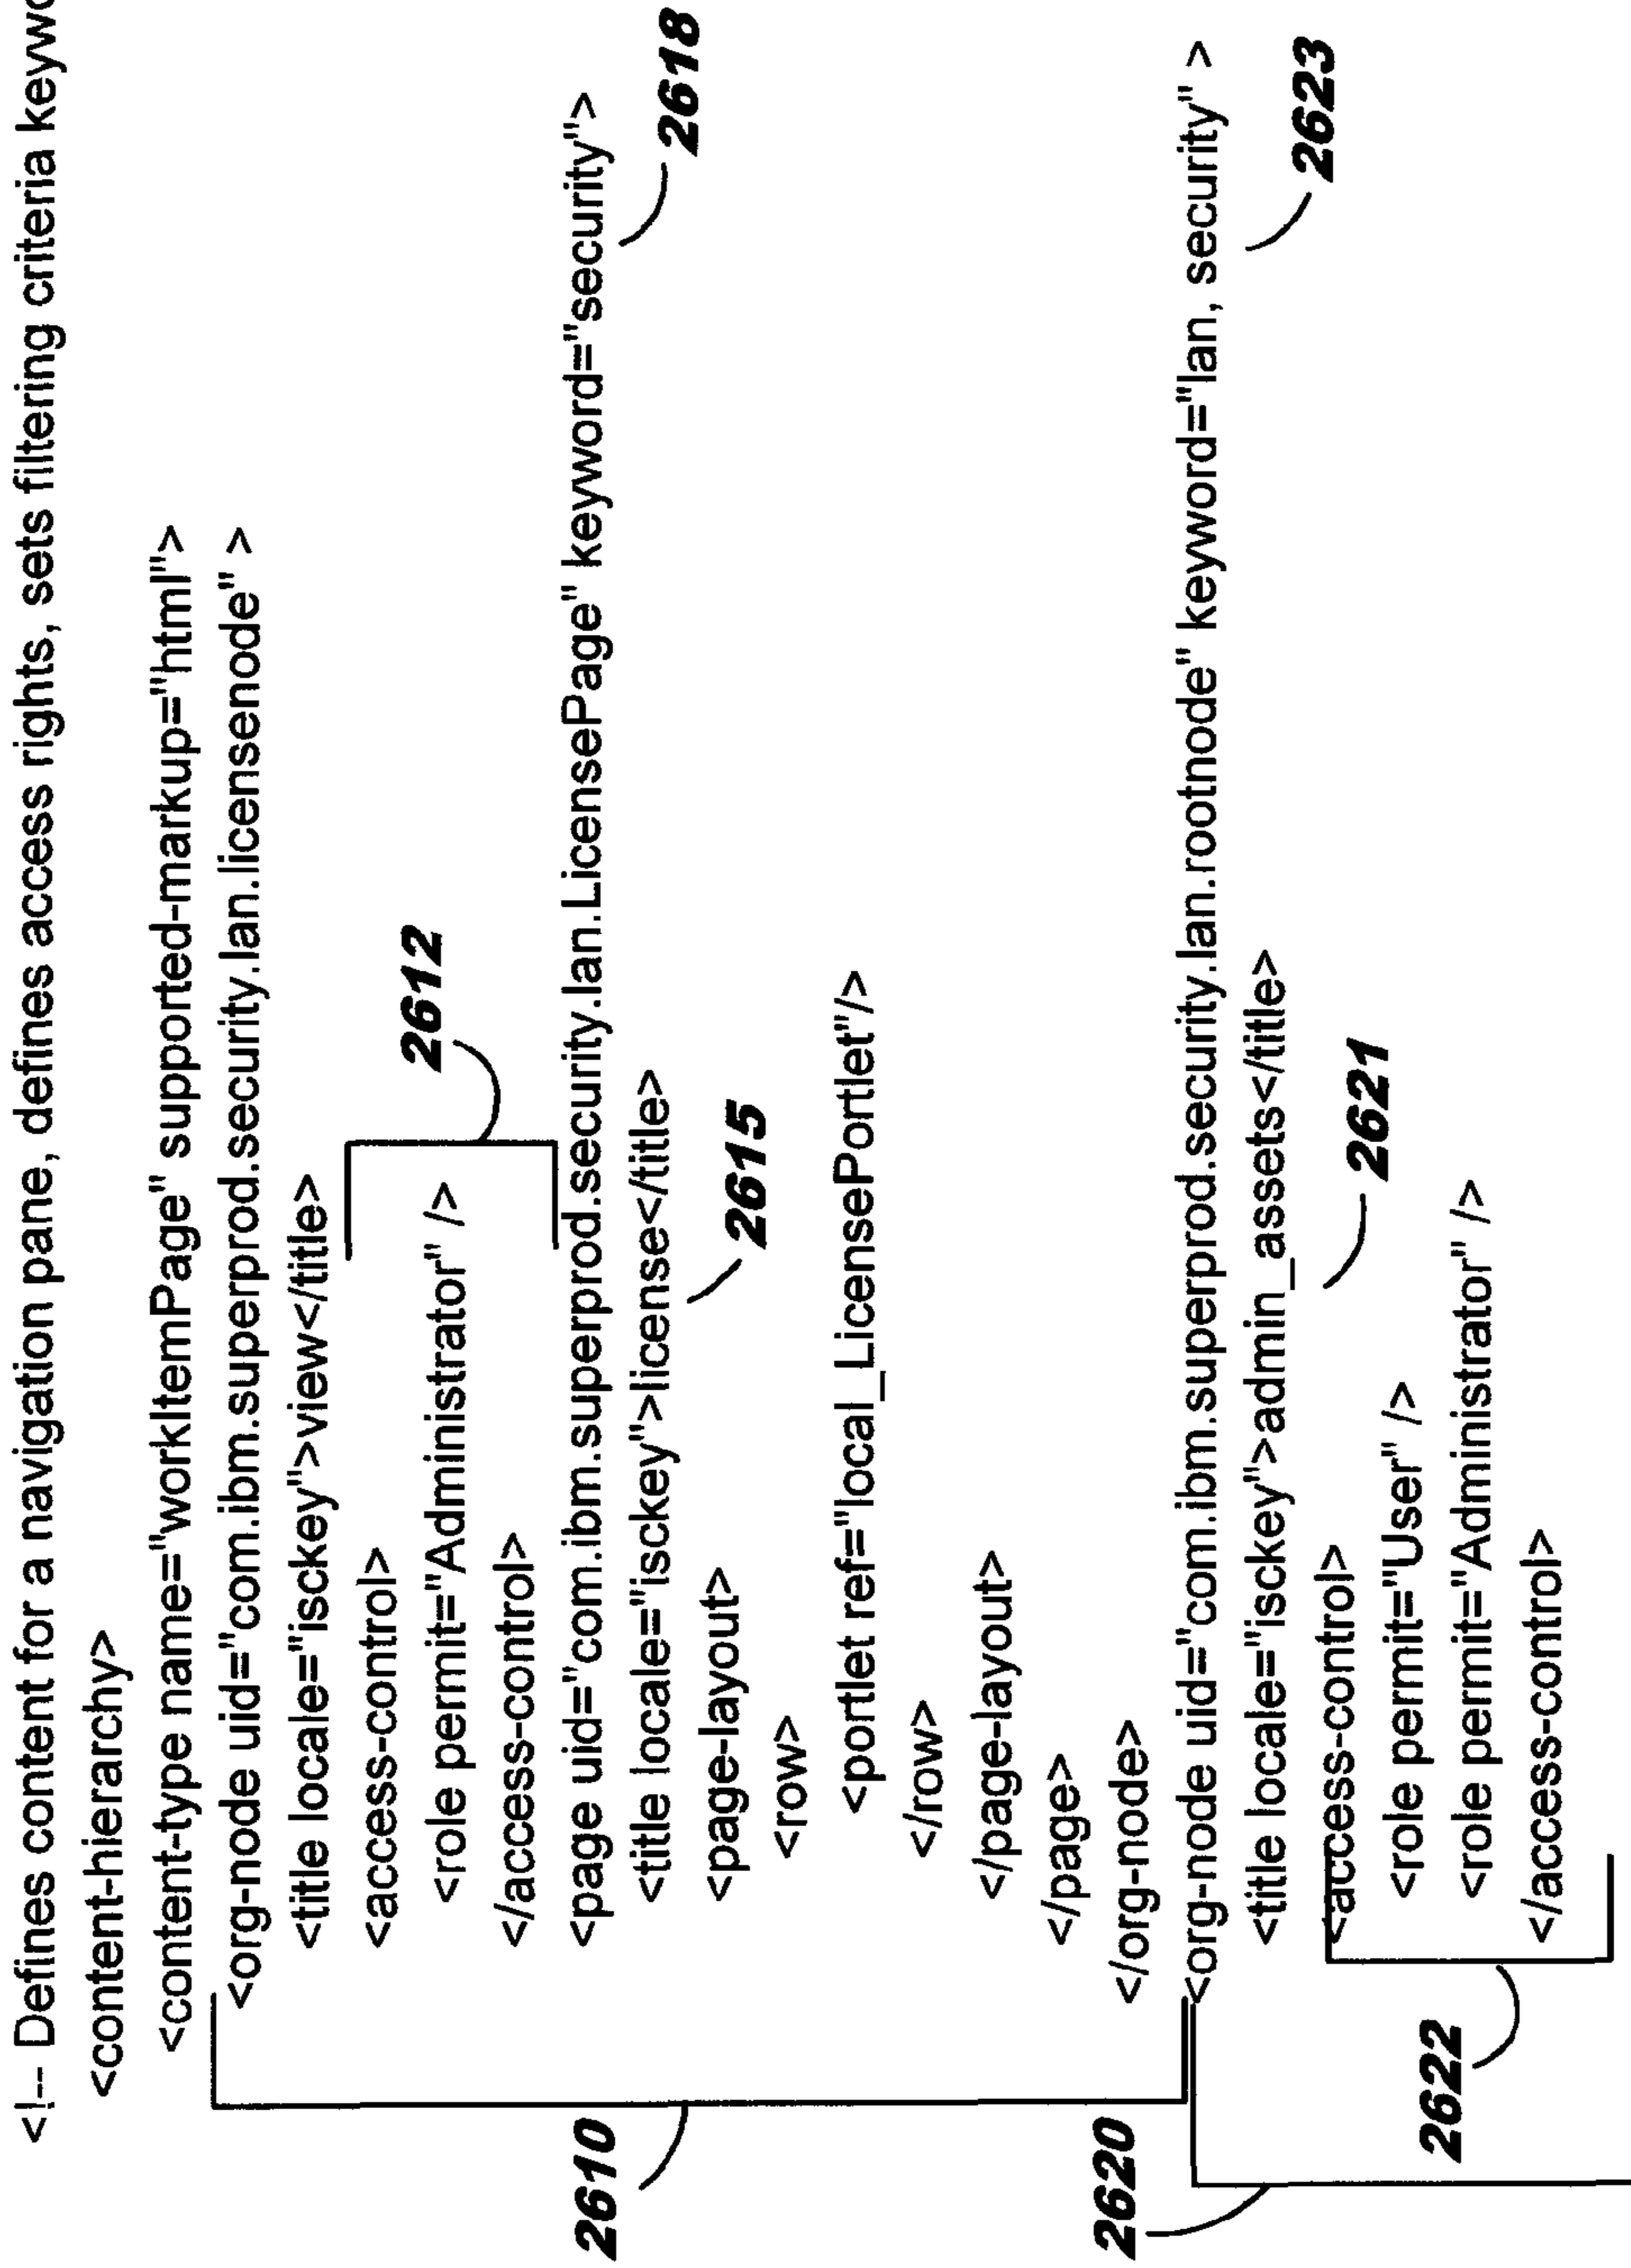 <!-- Defines content for a navigation pane, defines access rights, sets filtering criteria keywo
<content-hierarchy>
<content-type name="workItemPage" supported-markup="html">
<org-node uid="com.ibm.superprod.security.lan.licensenode" >
<title locale="isckey">view</title>
<access-control>
2612
<role permit="Administrator" />
</access-control>
2610
<page uid="com.ibm.superprod.security.lan.LicensePage" keyword="security">
<title locale="isckey">license</title>
2618
<page-layout>
2615
<row>
<portlet ref="local_LicensePortlet"/>
</row>
</page-layout>
</page>
2620
</org-node>
<org-node uid="com.ibm.superprod.security.lan.rootnode" keyword="lan, security" >
<title locale="isckey">admin_assets</title>
2623
<access-control>
2621
<role permit="User" />
2622
<role permit="Administrator" />
</access-control>